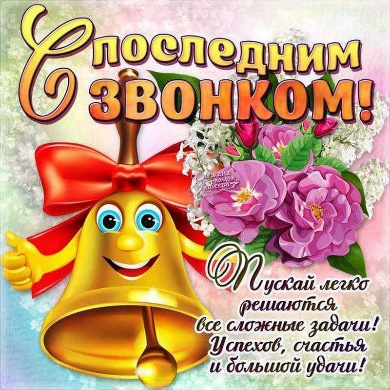 С последним
звонком!
Пускай легко
решаются
все сложные задачи!
Успехов, счастья
и большой удачи!